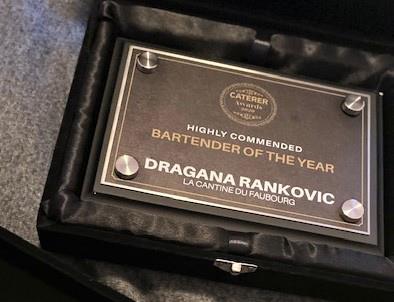 CATERER
Awards
HIGHLY COMMENDED
BARTENDER OF THE YEAR
DRAGANA RANKOVIC
LA CANTINE DU FAUBOURG